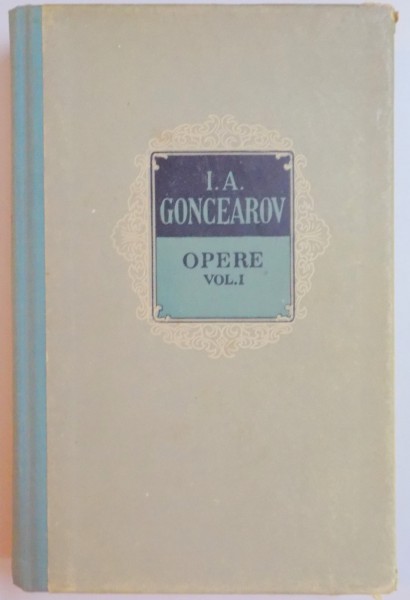 I. A.
GONCEAROV
OPERE
VOL. I